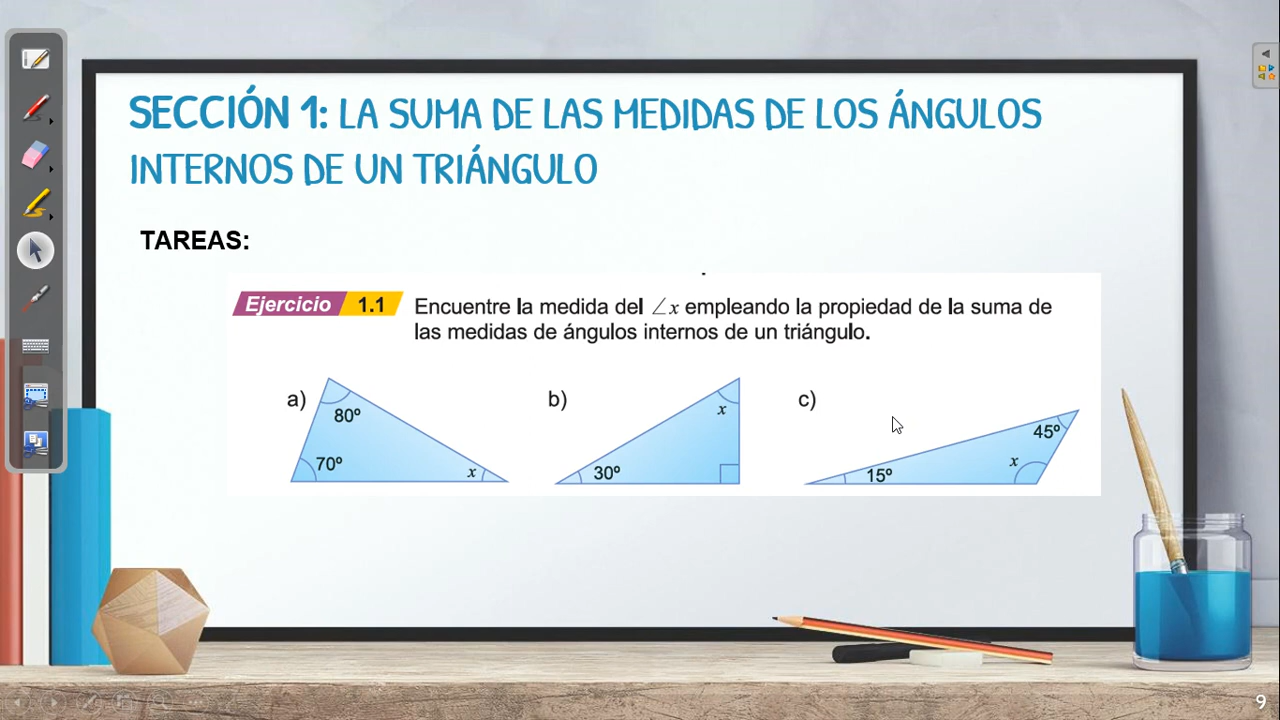 SECCIÓN 1: LA SUMA DE LAS MEDIDAS DE LOS ÁNGULOS
INTERNOS DE UN TRIÁNGULO
TAREAS:
Ejercicio 1.1 Encuentre la medida del ∠x empleando la propiedad de la suma de
las medidas de ángulos internos de un triángulo.
a) 80º 70º x
b) x 30º
c) 45º x 15º
9